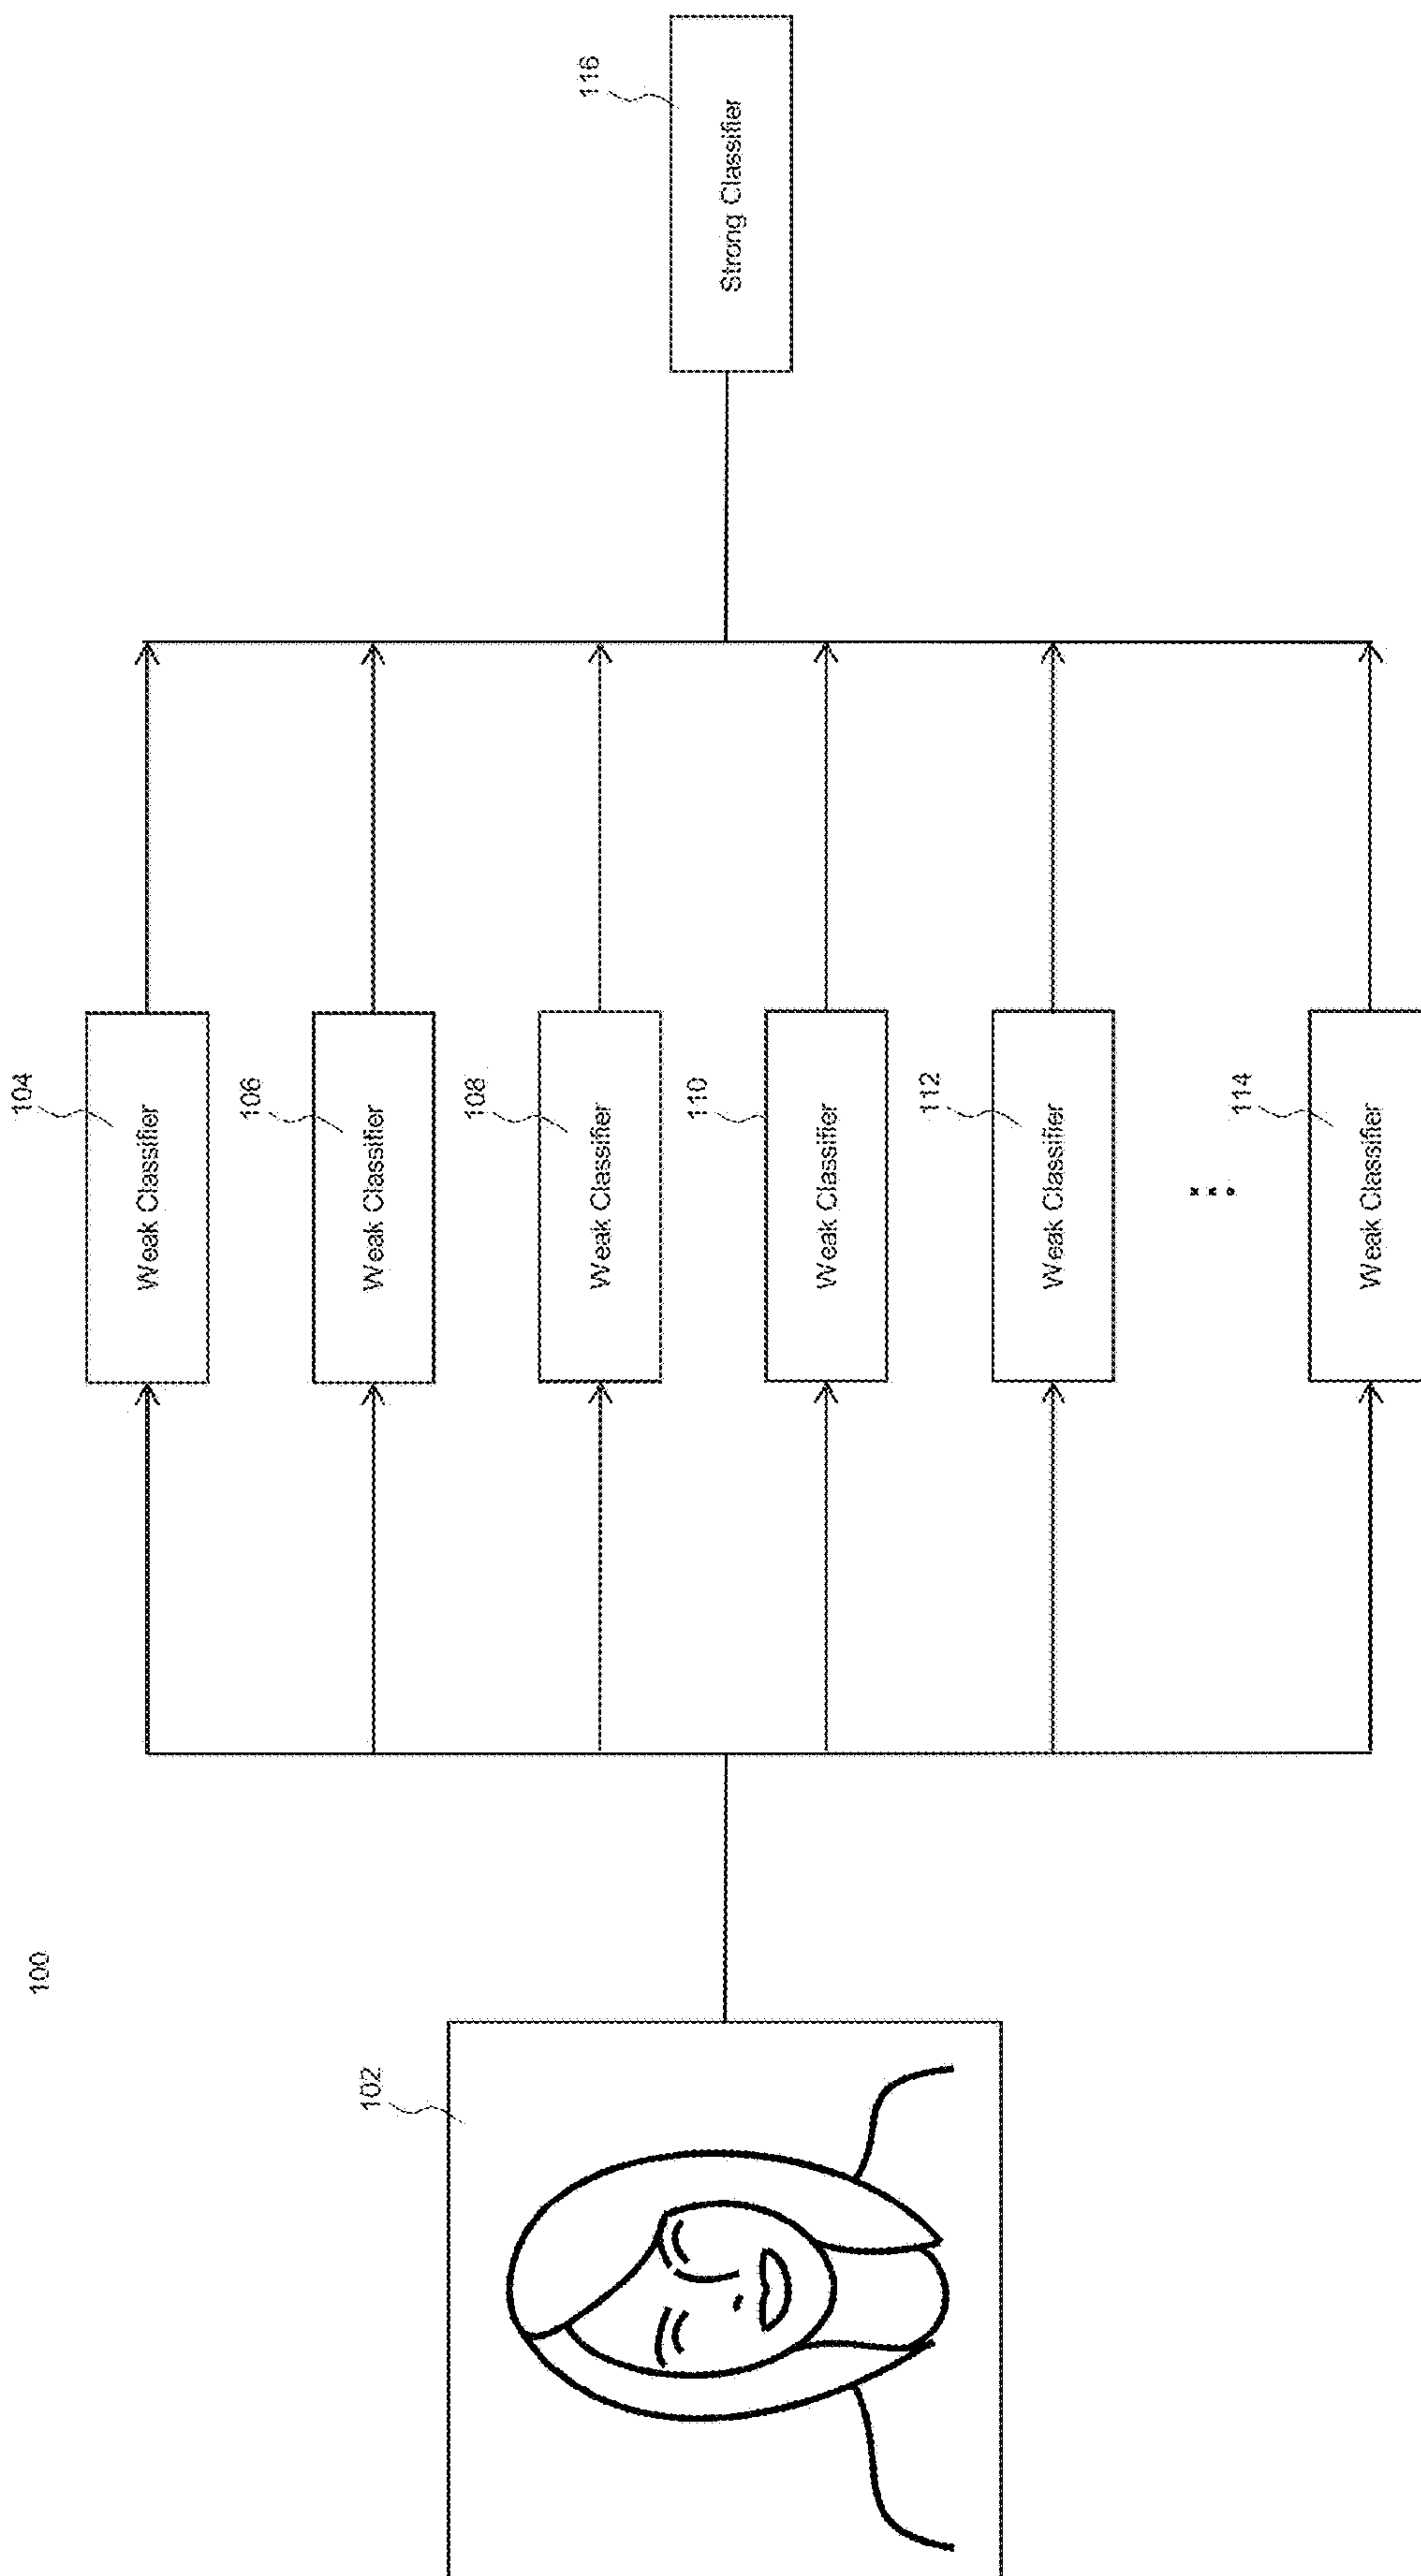 100
102
104
Weak Classifier
106
Weak Classifier
108
Weak Classifier
110
Weak Classifier
112
Weak Classifier
114
Weak Classifier
116
Strong Classifier